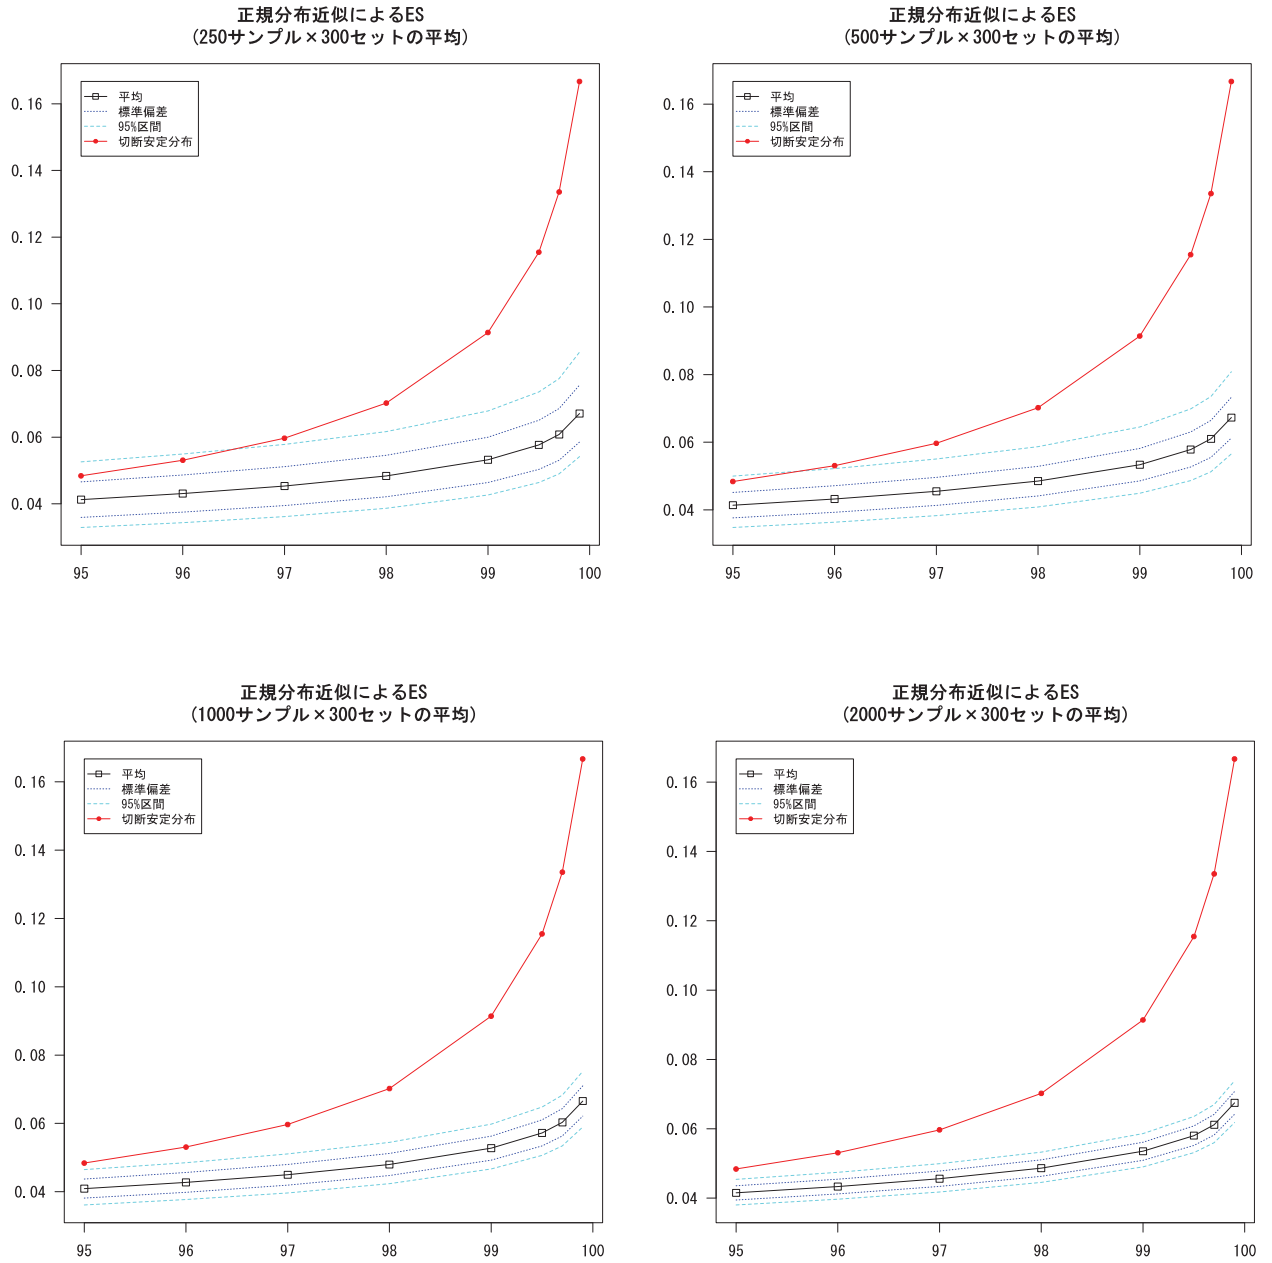 正規分布近似によるES
(250サンプル×300セットの平均)
平均
標準偏差
95%区間
切断安定分布
0.16
0.14
0.12
0.10
0.08
0.06
0.04
95 96 97 98 99 100
正規分布近似によるES
(500サンプル×300セットの平均)
平均
標準偏差
95%区間
切断安定分布
0.16
0.14
0.12
0.10
0.08
0.06
0.04
95 96 97 98 99 100
正規分布近似によるES
(1000サンプル×300セットの平均)
平均
標準偏差
95%区間
切断安定分布
0.16
0.14
0.12
0.10
0.08
0.06
0.04
95 96 97 98 99 100
正規分布近似によるES
(2000サンプル×300セットの平均)
平均
標準偏差
95%区間
切断安定分布
0.16
0.14
0.12
0.10
0.08
0.06
0.04
95 96 97 98 99 100